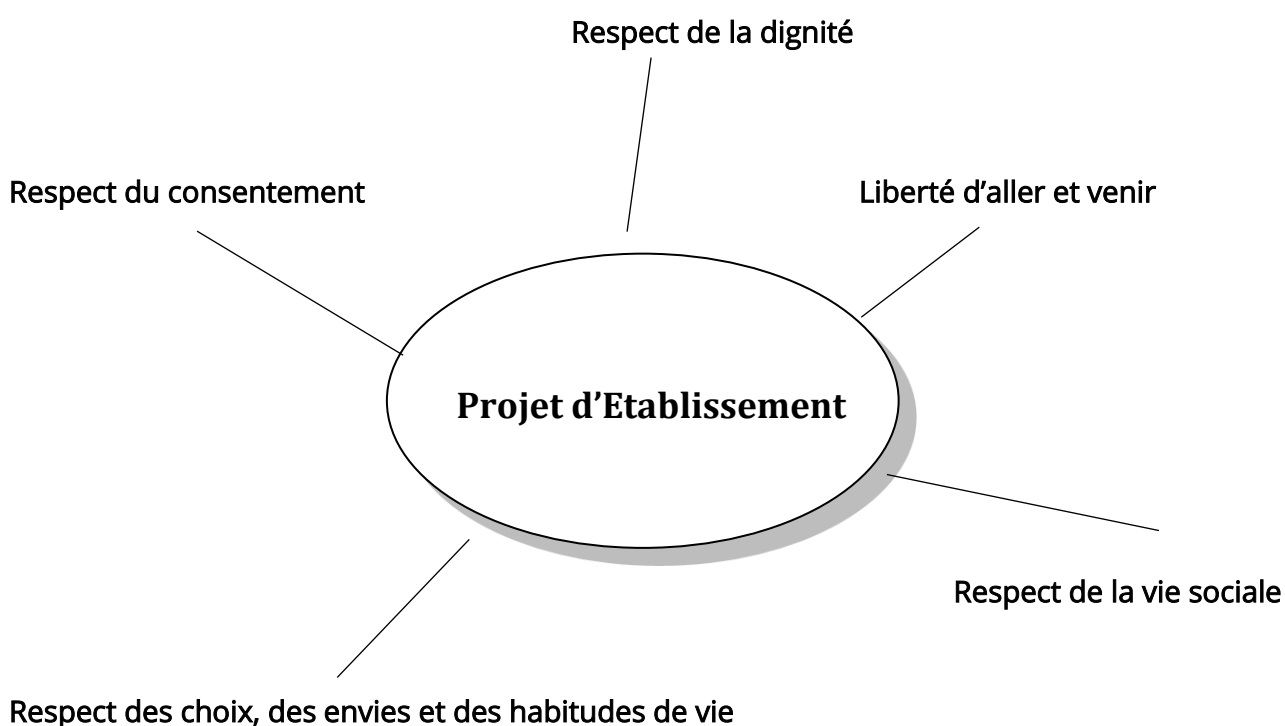 Respect de la dignité
Respect du consentement
Liberté d’aller et venir
Projet d’Etablissement
Respect de la vie sociale
Respect des choix, des envies et des habitudes de vie